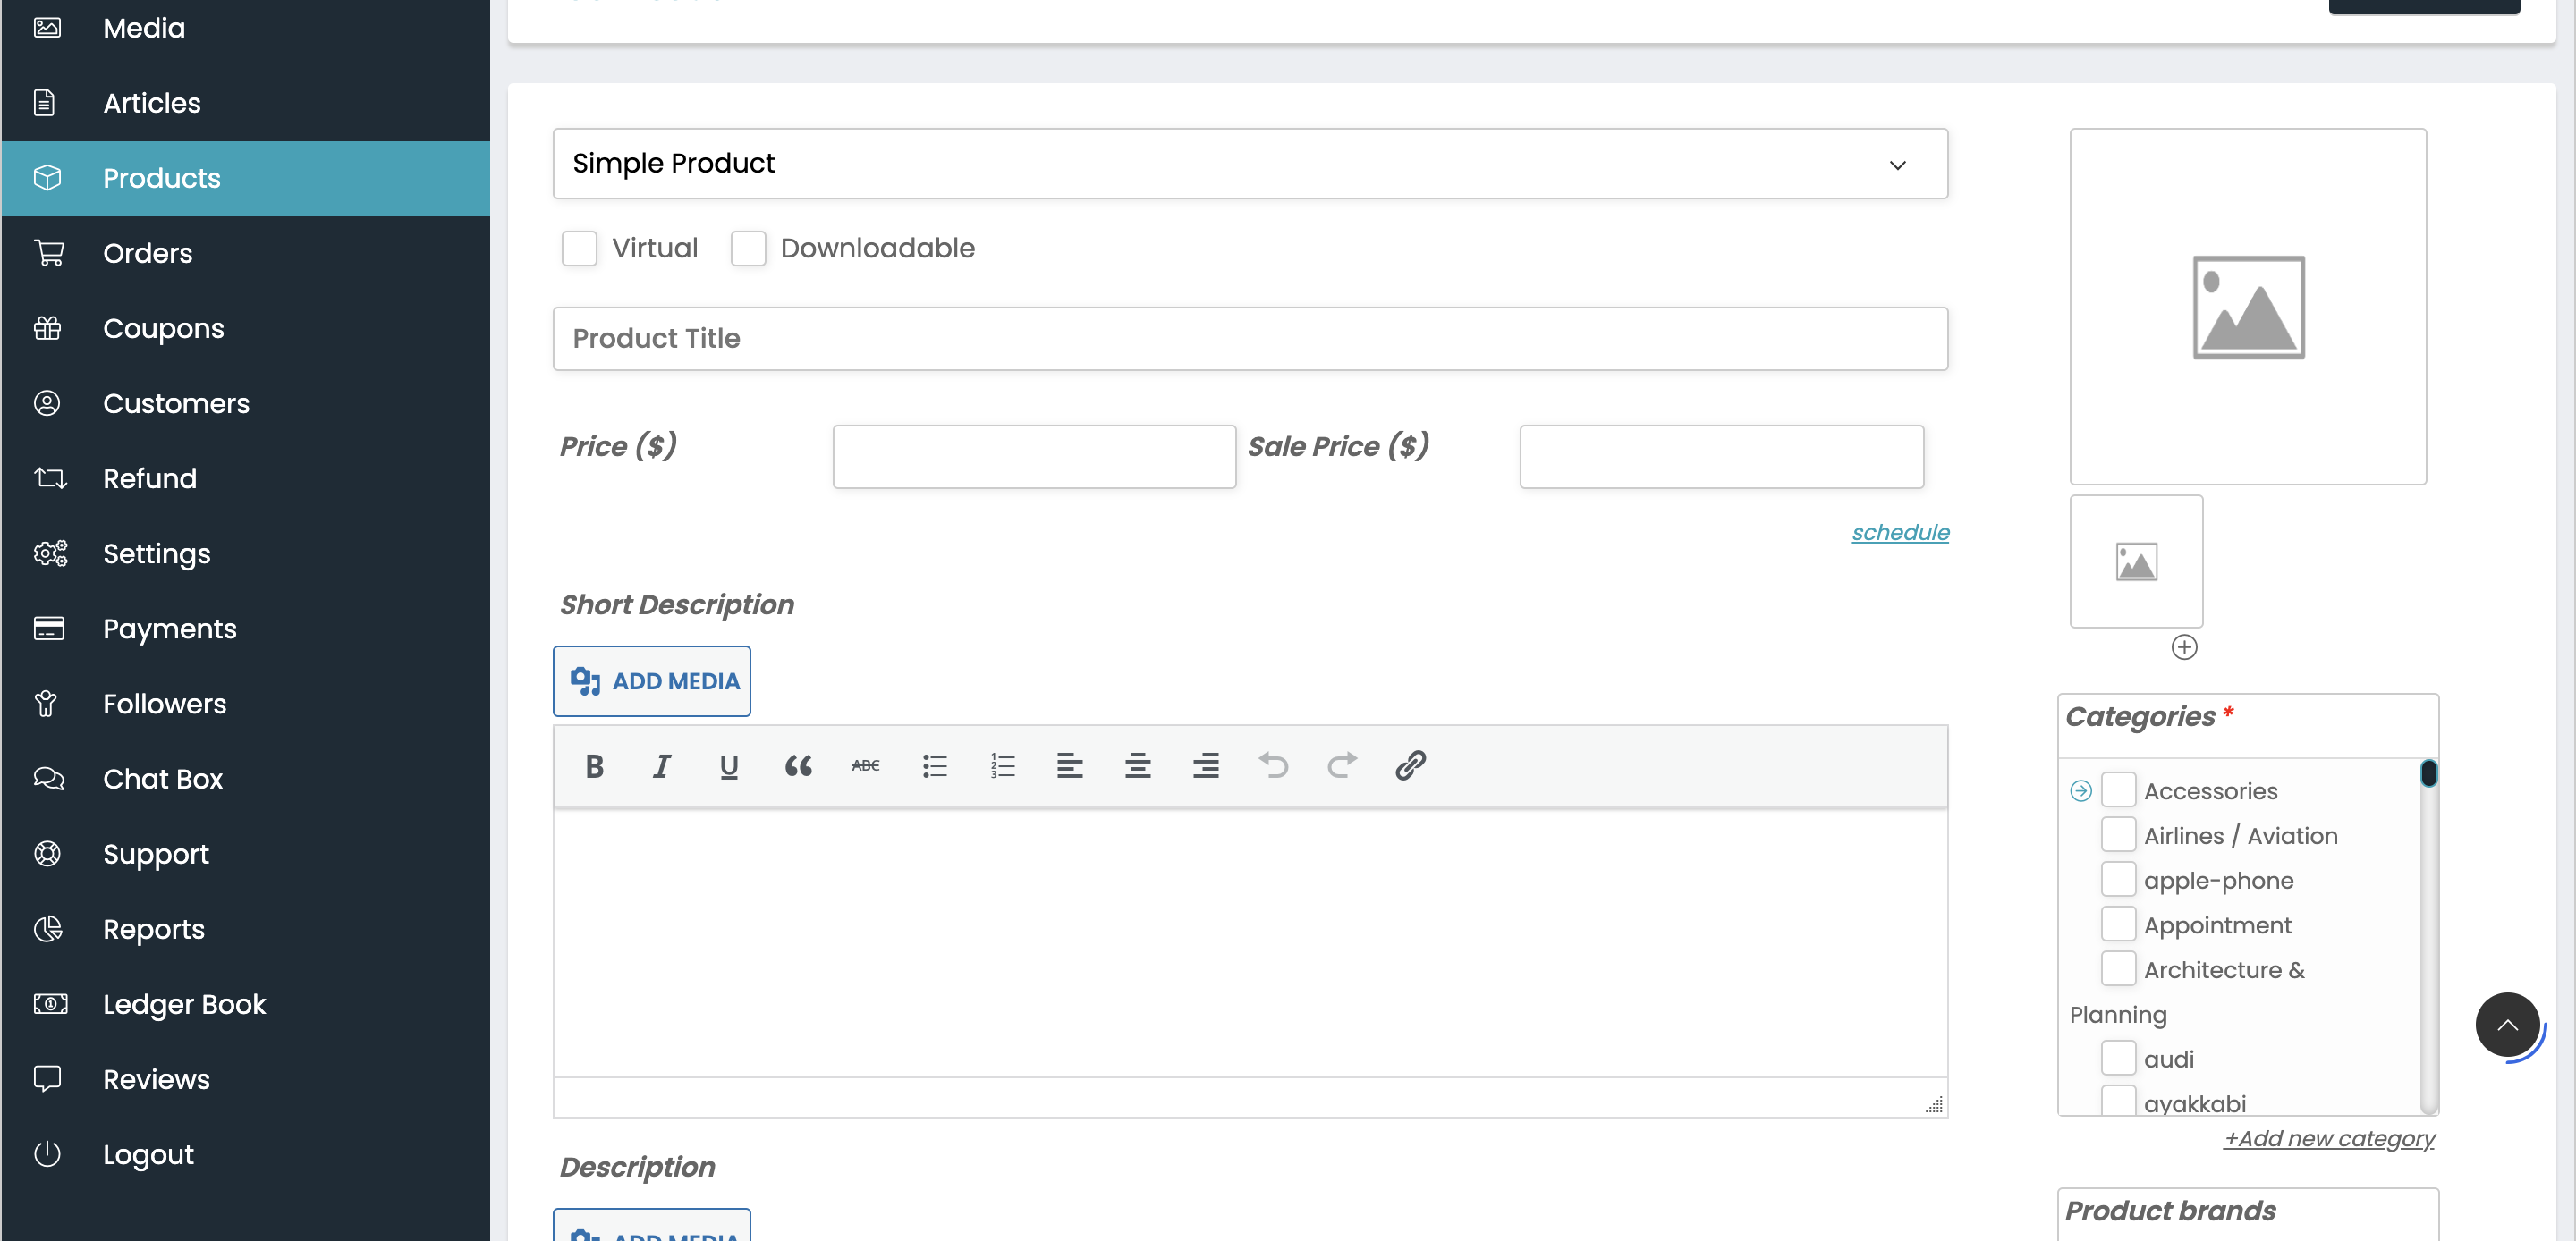 Media
Articles
Products
Orders
Coupons
Customers
Refund
Settings
Payments
Followers
Chat Box
Support
Reports
Ledger Book
Reviews
Logout
Simple Product
Virtual Downloadable
Product Title
Price ($) Sale Price ($)
schedule
Short Description
ADD MEDIA
B I U ABC
Description
ADD MEDIA
Categories *
Accessories
Airlines / Aviation
apple-phone
Appointment
Architecture &
Planning
audi
ayakkabi
+Add new category
Product brands